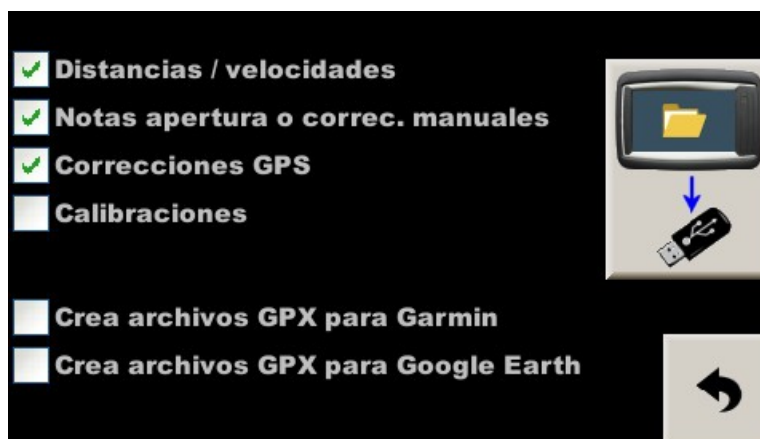 Distancias / velocidades
Notas apertura o correc. manuales
Correcciones GPS
Calibraciones
Crea archivos GPX para Garmin
Crea archivos GPX para Google Earth